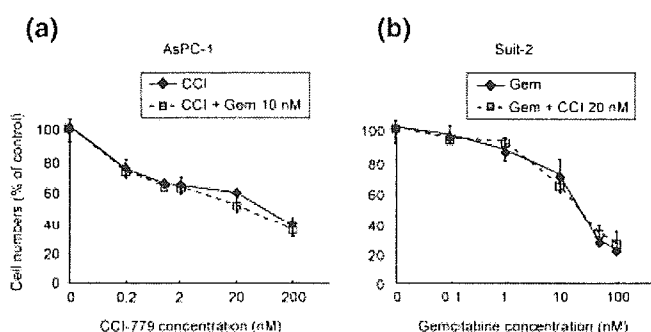 (a)
AsPC-1
CCI
CCI + Gem 10 nM
Cell numbers (% of control)
100
80
60
40
20
0
0 0.2 2 20 200
CCI-779 concentration (nM)
(b)
Suit-2
Gem
Gem + CCI 20 nM
100
80
60
40
20
0
0 0.1 1 10 100
Gemcitabine concentration (nM)